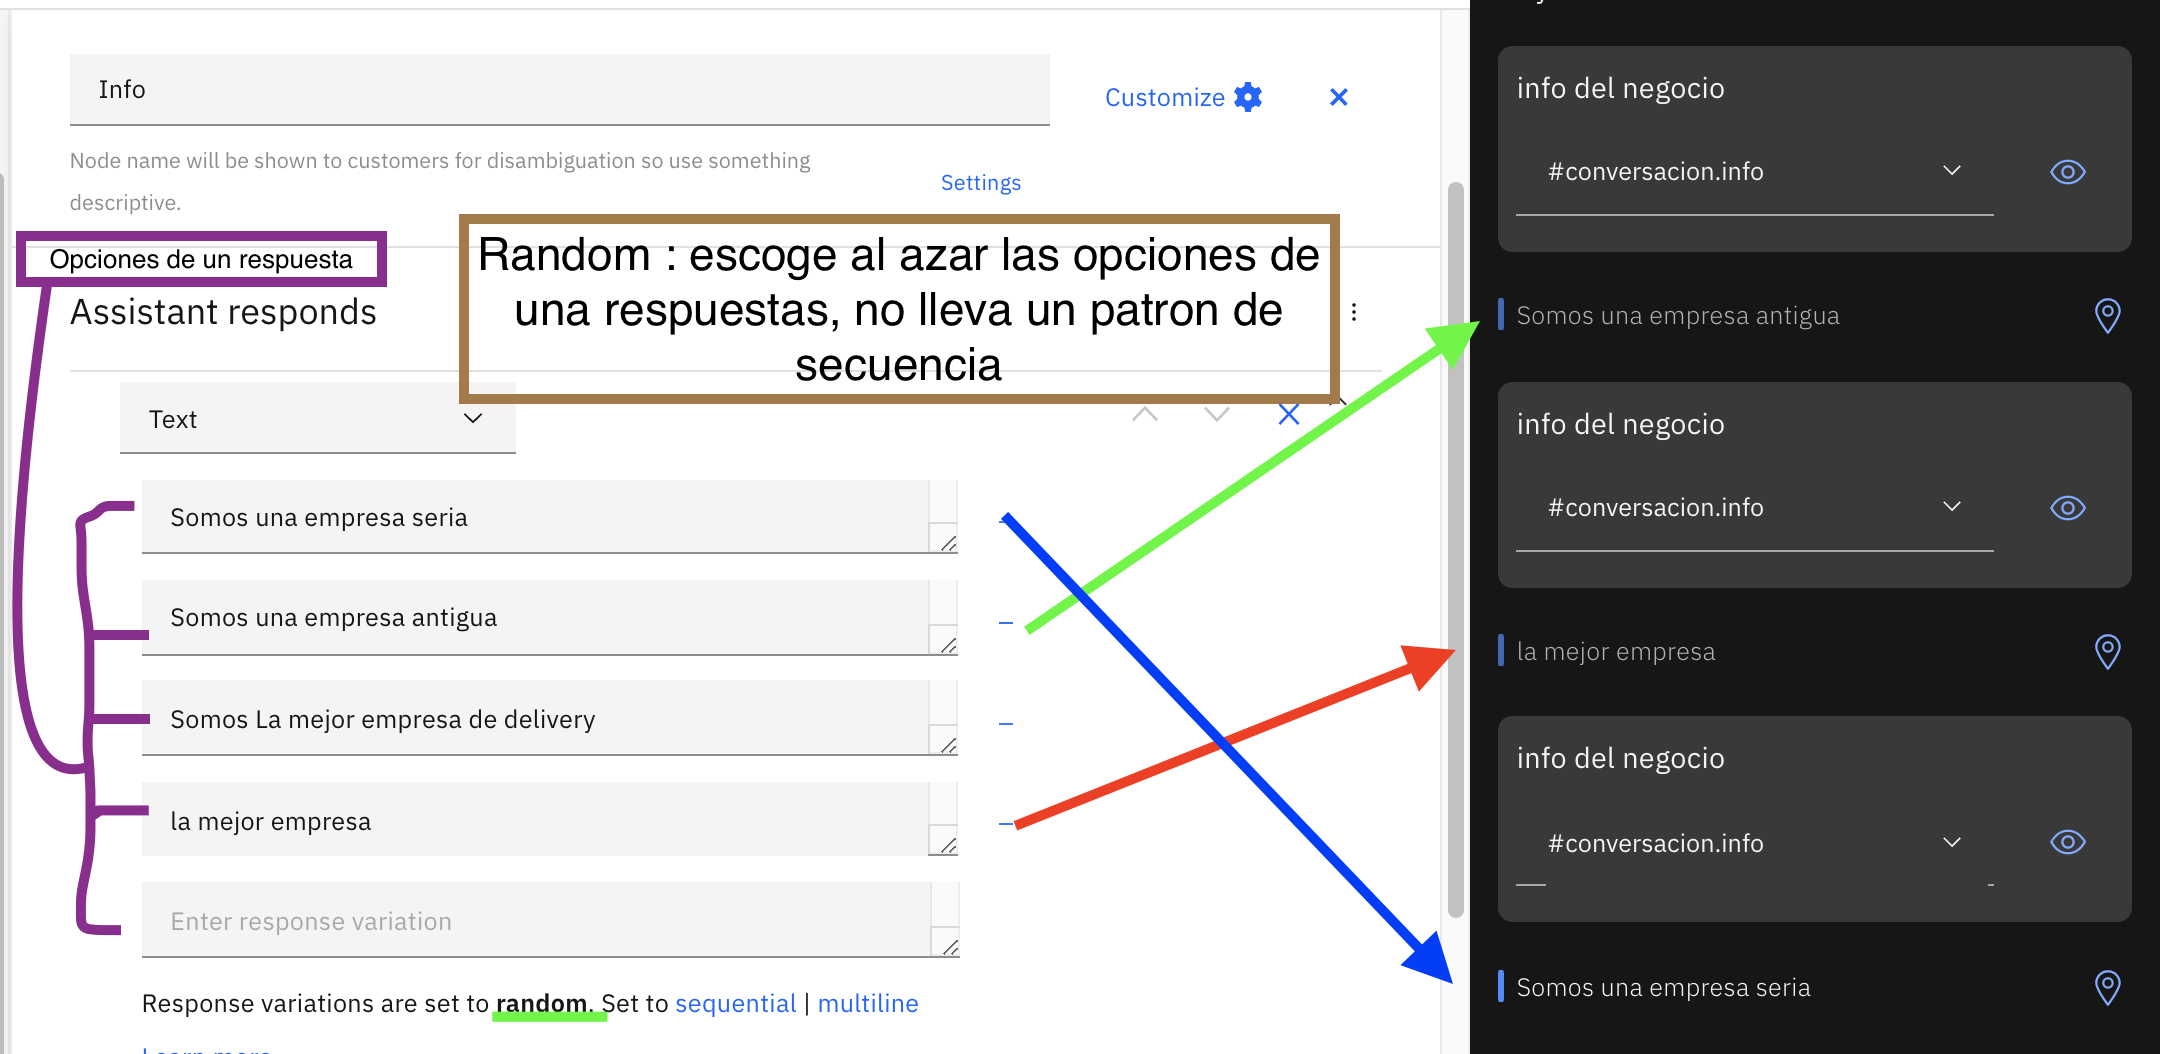 Info
Customize
Node name will be shown to customers for disambiguation so use something
descriptive.
Settings
Opciones de un respuesta
Random : escoge al azar las opciones de
una respuestas, no lleva un patron de
secuencia
Assistant responds
Text
Somos una empresa seria
Somos una empresa antigua
Somos La mejor empresa de delivery
la mejor empresa
Enter response variation
Response variations are set to random. Set to sequential | multiline
info del negocio
#conversacion.info
Somos una empresa antigua
info del negocio
#conversacion.info
la mejor empresa
info del negocio
#conversacion.info
Somos una empresa seria